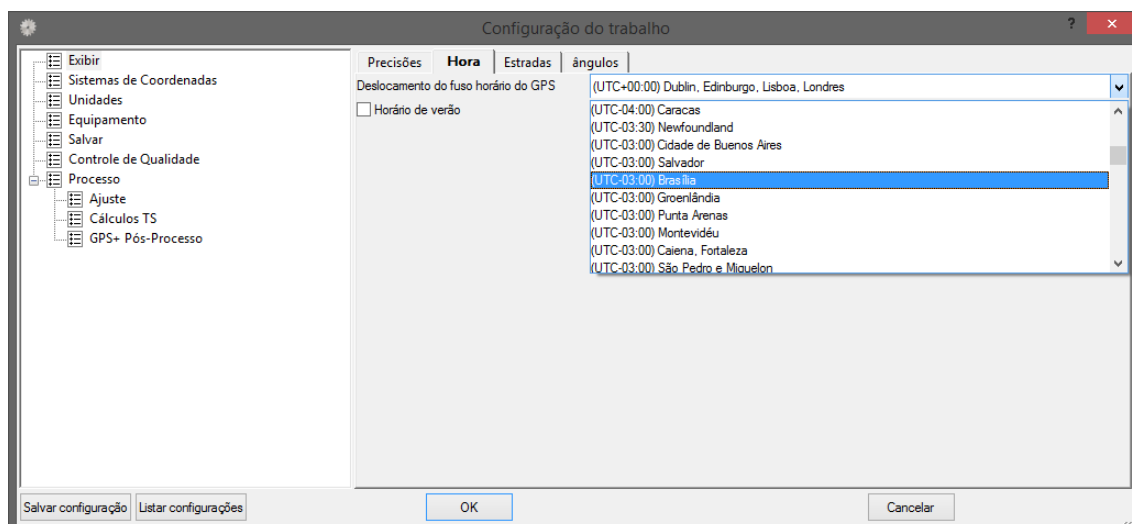 Configuração do trabalho
?
Exibir
Sistemas de Coordenadas
Unidades
Equipamento
Salvar
Controle de Qualidade
Processo
Ajuste
Cálculos TS
GPS+ Pós-Processo
Precisões Hora Estradas ângulos
Deslocamento do fuso horário do GPS (UTC+00:00) Dublin, Edinburgo, Lisboa, Londres
Horário de verão
(UTC-04:00) Caracas
(UTC-03:30) Newfoundland
(UTC-03:00) Cidade de Buenos Aires
(UTC-03:00) Salvador
(UTC-03:00) Brasília
(UTC-03:00) Groenlândia
(UTC-03:00) Punta Arenas
(UTC-03:00) Montevidéu
(UTC-03:00) Caiena, Fortaleza
(UTC-03:00) São Pedro e Miquelon
Salvar configuração Listar configurações OK Cancelar